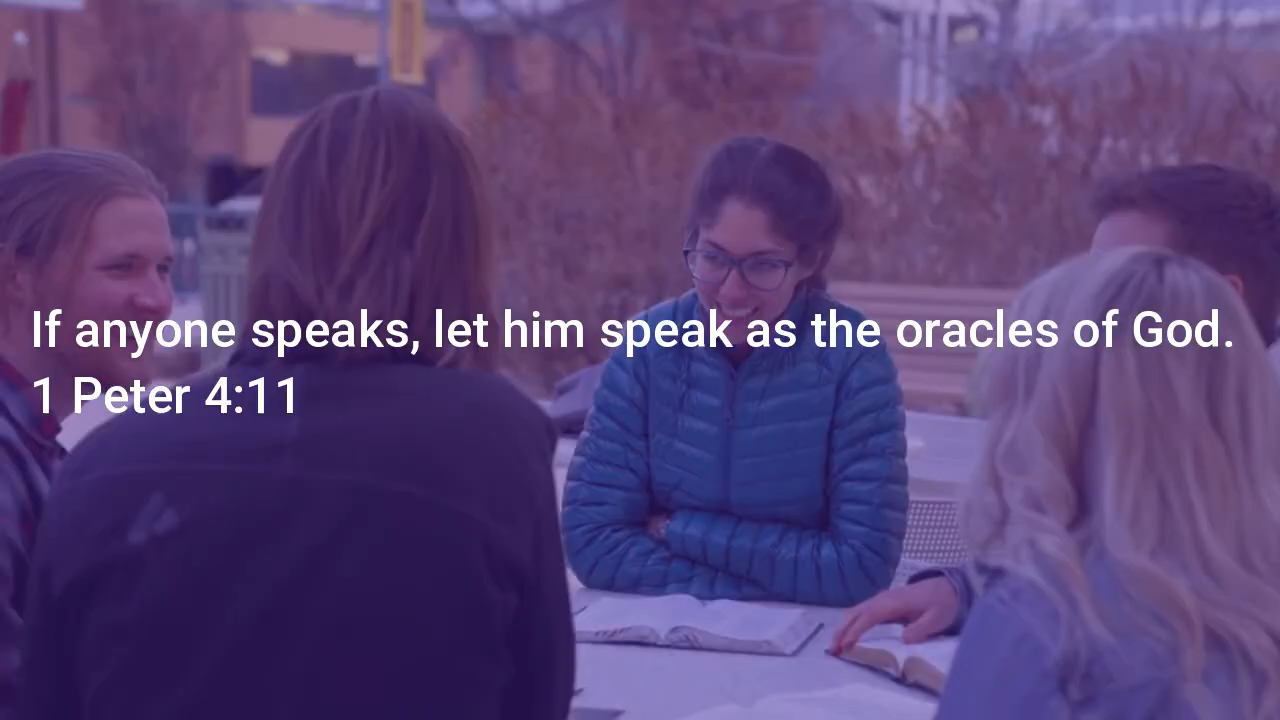 If anyone speaks, let him speak as the oracles of God.
1 Peter 4:11